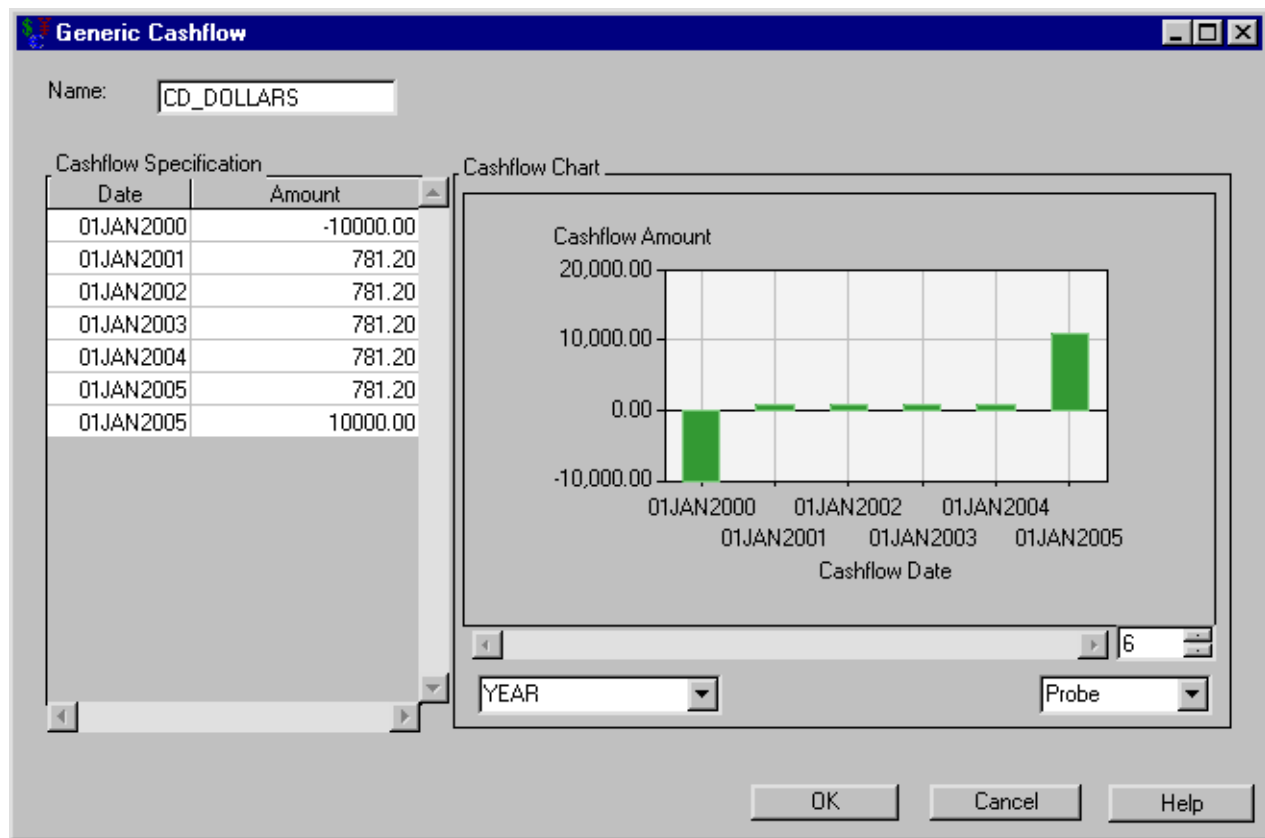 Generic Cashflow
Name: CD_DOLLARS
Cashflow Specification
Date Amount
01JAN2000 -10000.00
01JAN2001 781.20
01JAN2002 781.20
01JAN2003 781.20
01JAN2004 781.20
01JAN2005 781.20
01JAN2005 10000.00
Cashflow Chart
Cashflow Amount
20,000.00
10,000.00
0.00
-10,000.00
01JAN2000 01JAN2002 01JAN2004
01JAN2001 01JAN2003 01JAN2005
Cashflow Date
6
YEAR Probe
OK Cancel Help